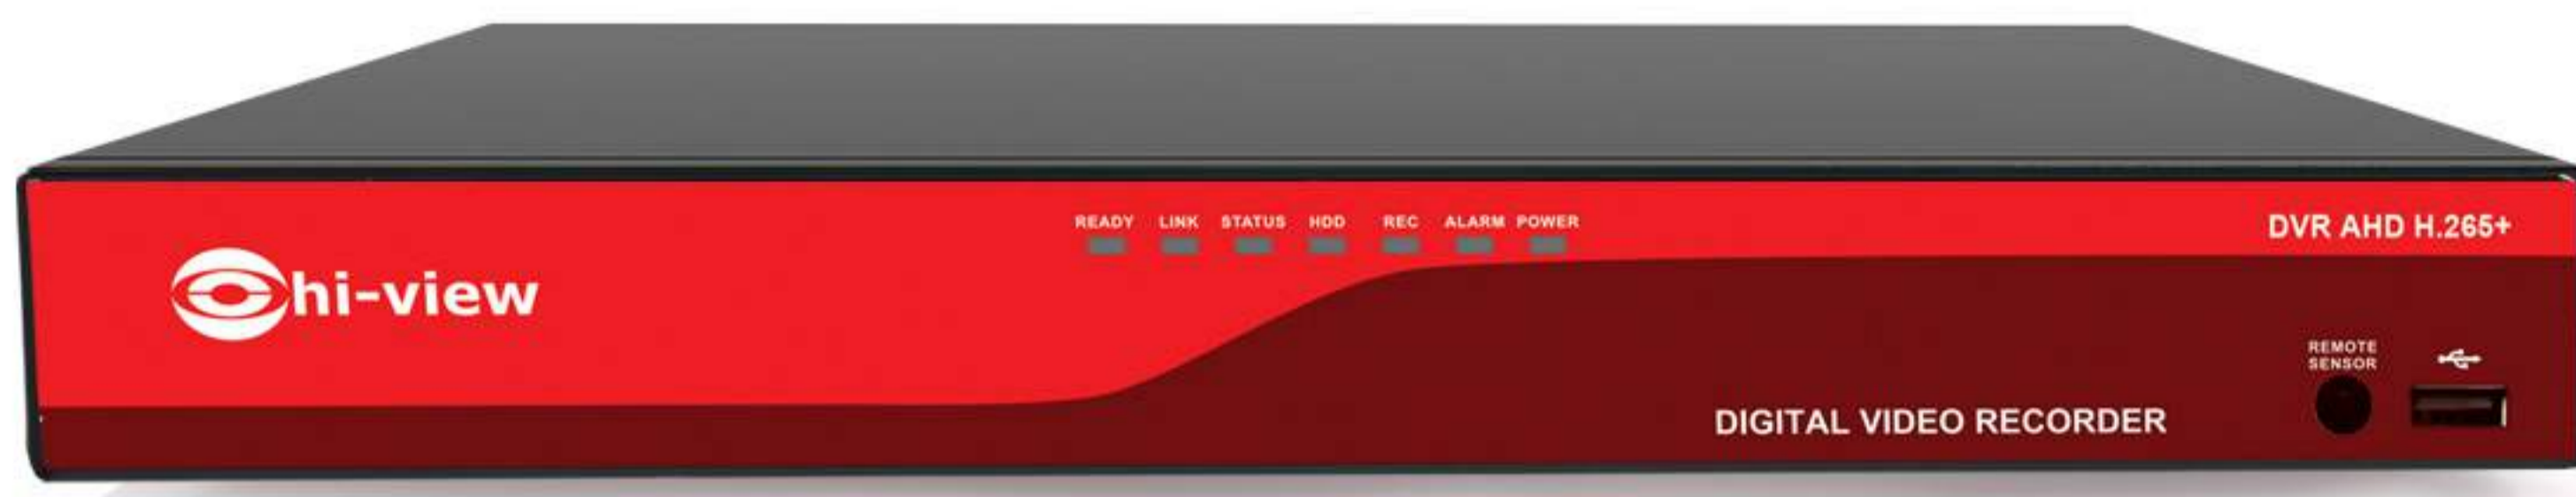 READY LINK STATUS HDD REC ALARM POWER
DVR AHD H.265+
hi-view
REMOTE
SENSOR
DIGITAL VIDEO RECORDER